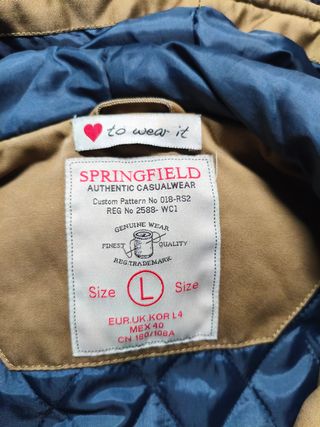 to wear it
SPRINGFIELD
AUTHENTIC CASUALWEAR
Custom Pattern No 018-RS2
REG No 2588-WC1
GENUINE WEAR
FINEST QUALITY
REG.TRADEMARK
Size L Size
EUR.UK.KOR L4
MEX 40
CN 180/108A